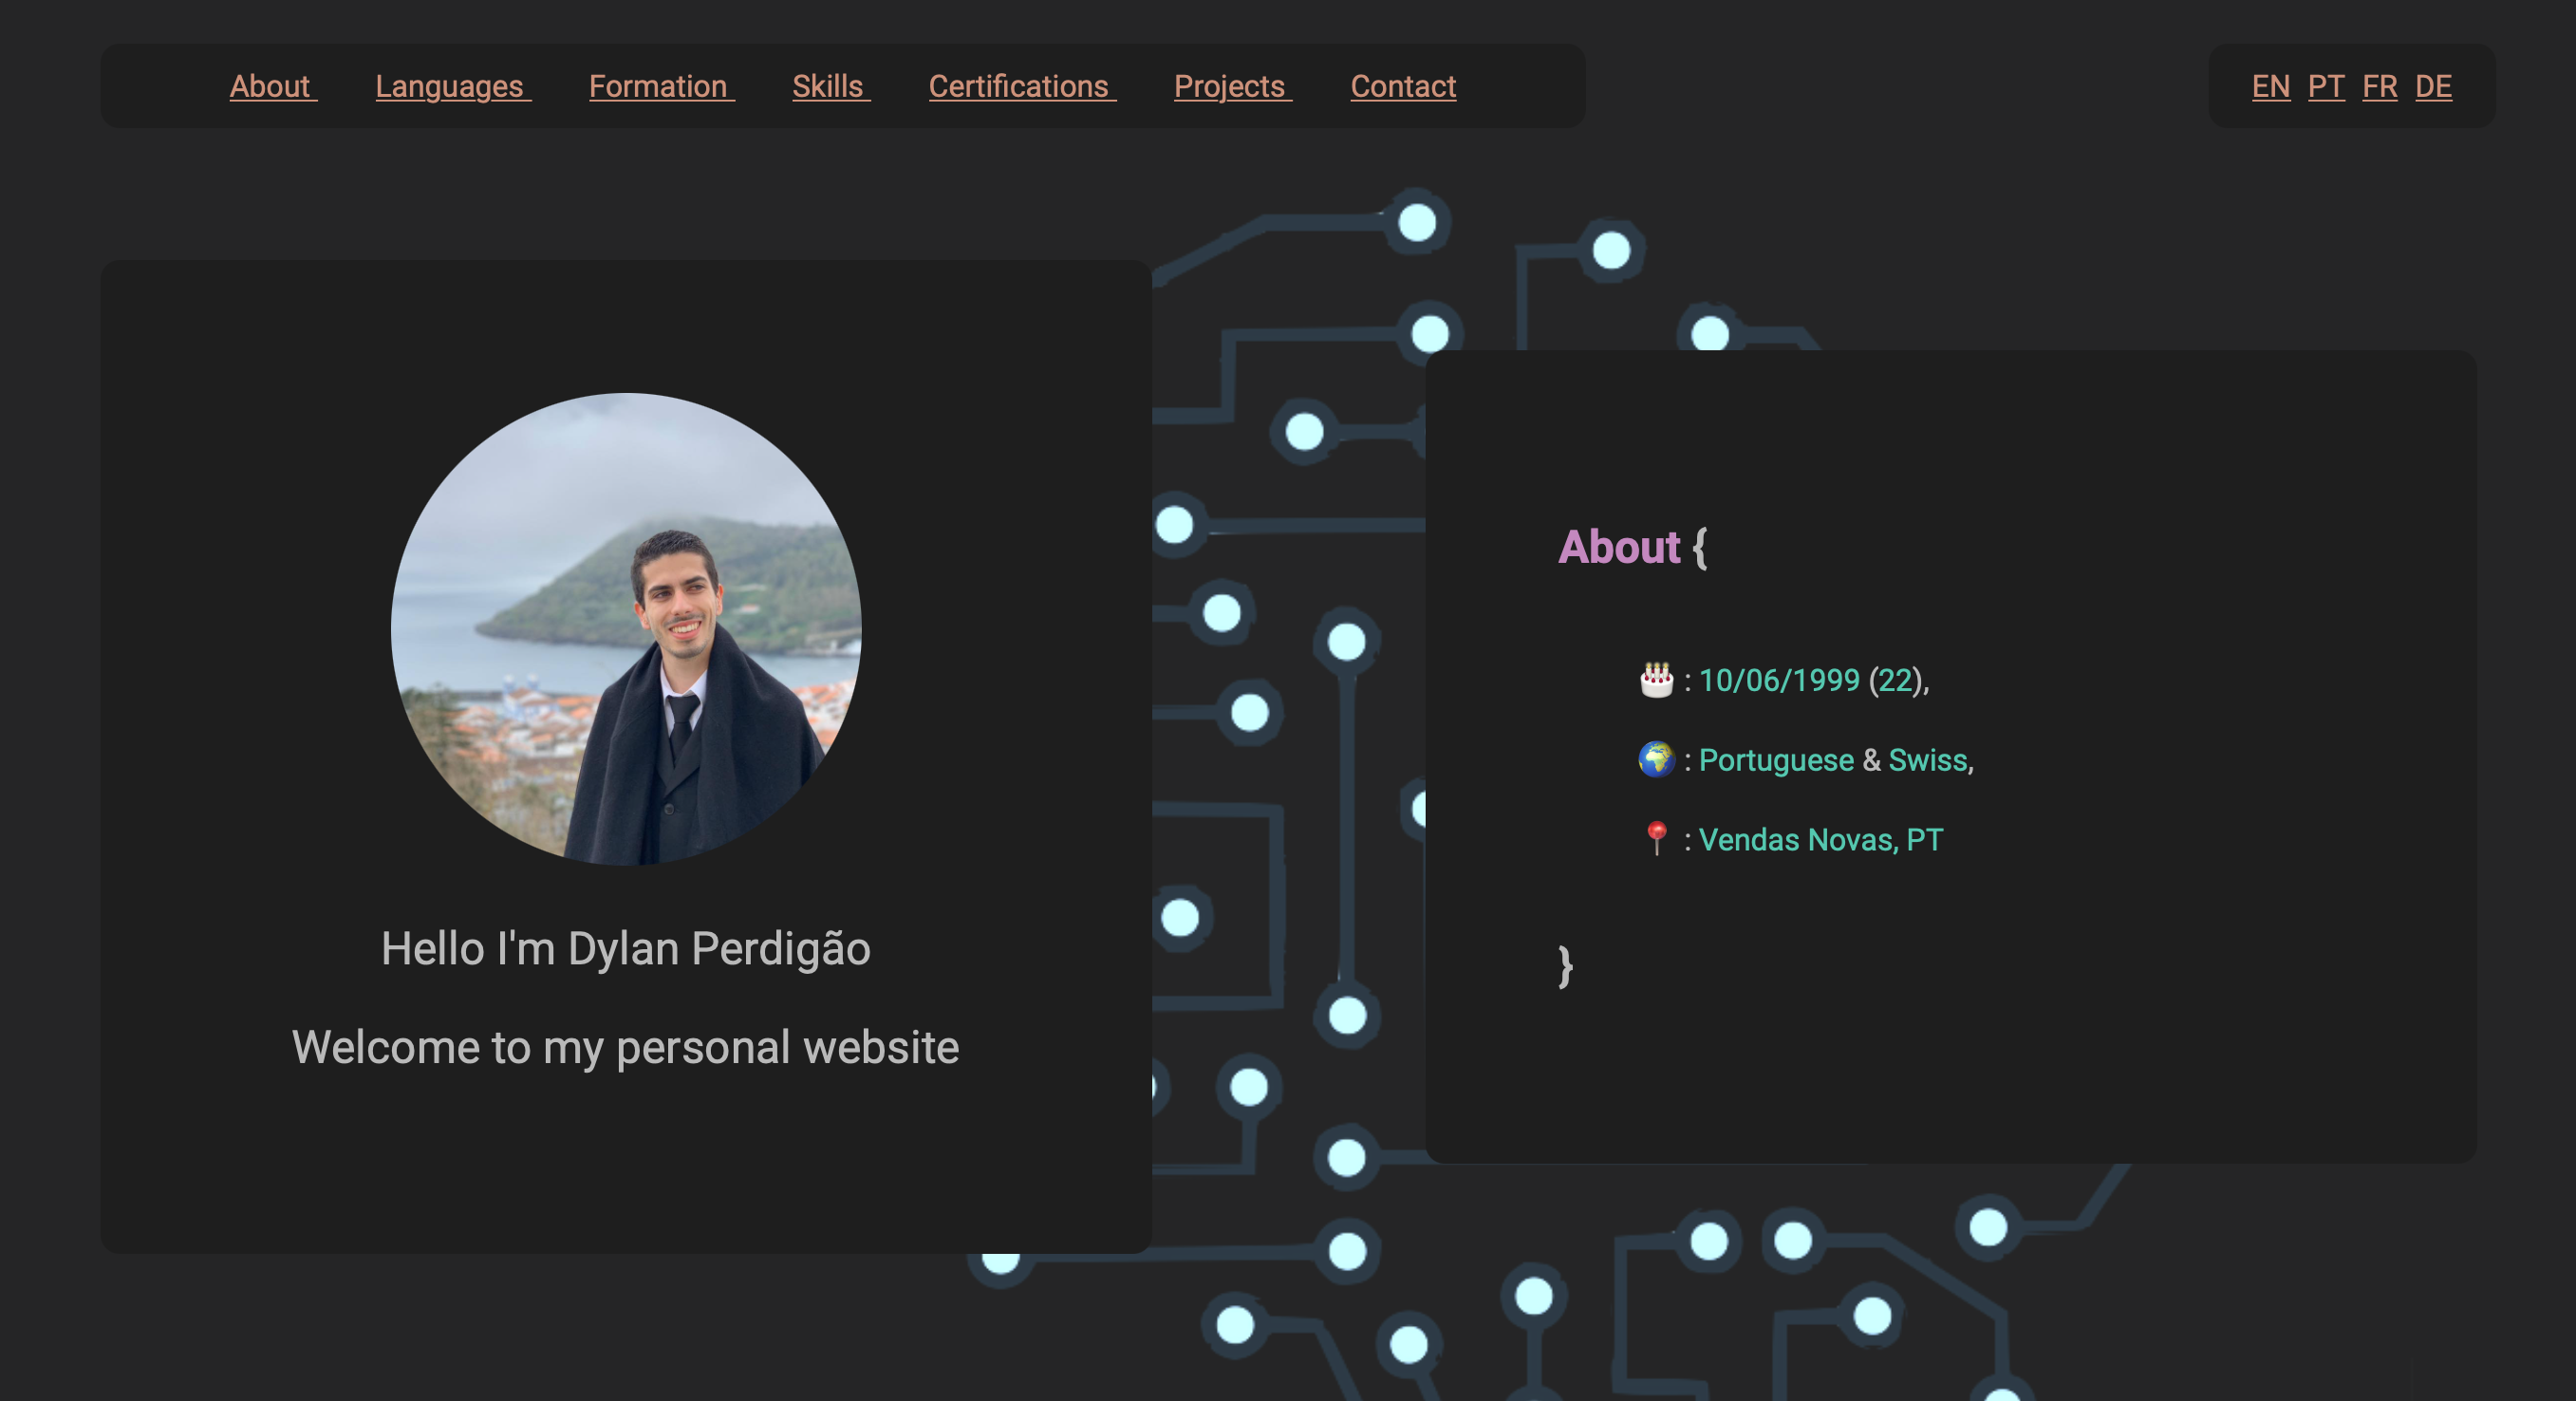 About Languages Formation Skills Certifications Projects Contact
EN PT FR DE
Hello I'm Dylan Perdigão
Welcome to my personal website
About {
🎂 : 10/06/1999 (22),
🌍 : Portuguese & Swiss,
📍 : Vendas Novas, PT
}